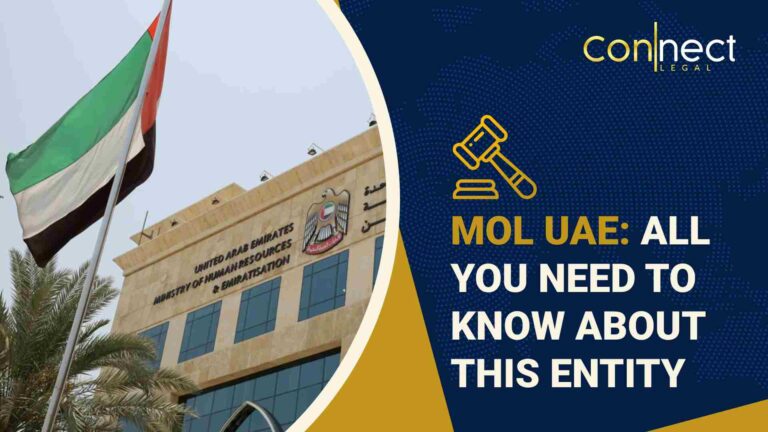 Connect
LEGAL
UNITED ARAB EMIRATES
MINISTRY OF HUMAN RESOURCES
& EMIRATISATION
MOL UAE: ALL
YOU NEED TO
KNOW ABOUT
THIS ENTITY